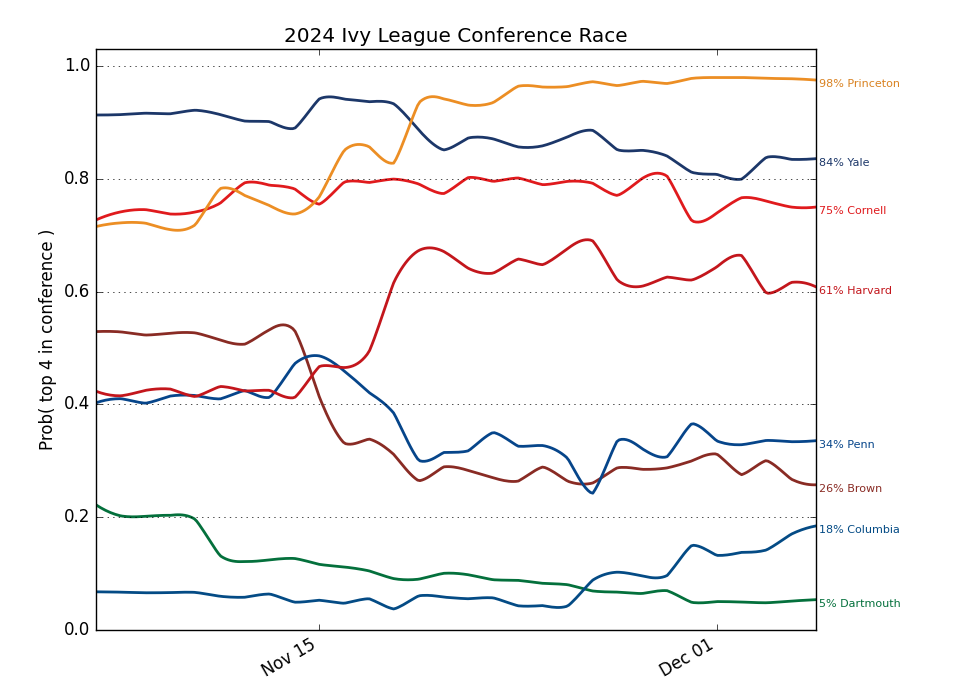 2024 Ivy League Conference Race
Prob( top 4 in conference )
1.0
0.8
0.6
0.4
0.2
0.0
Nov 15
Dec 01
98% Princeton
84% Yale
75% Cornell
61% Harvard
34% Penn
26% Brown
18% Columbia
5% Dartmouth